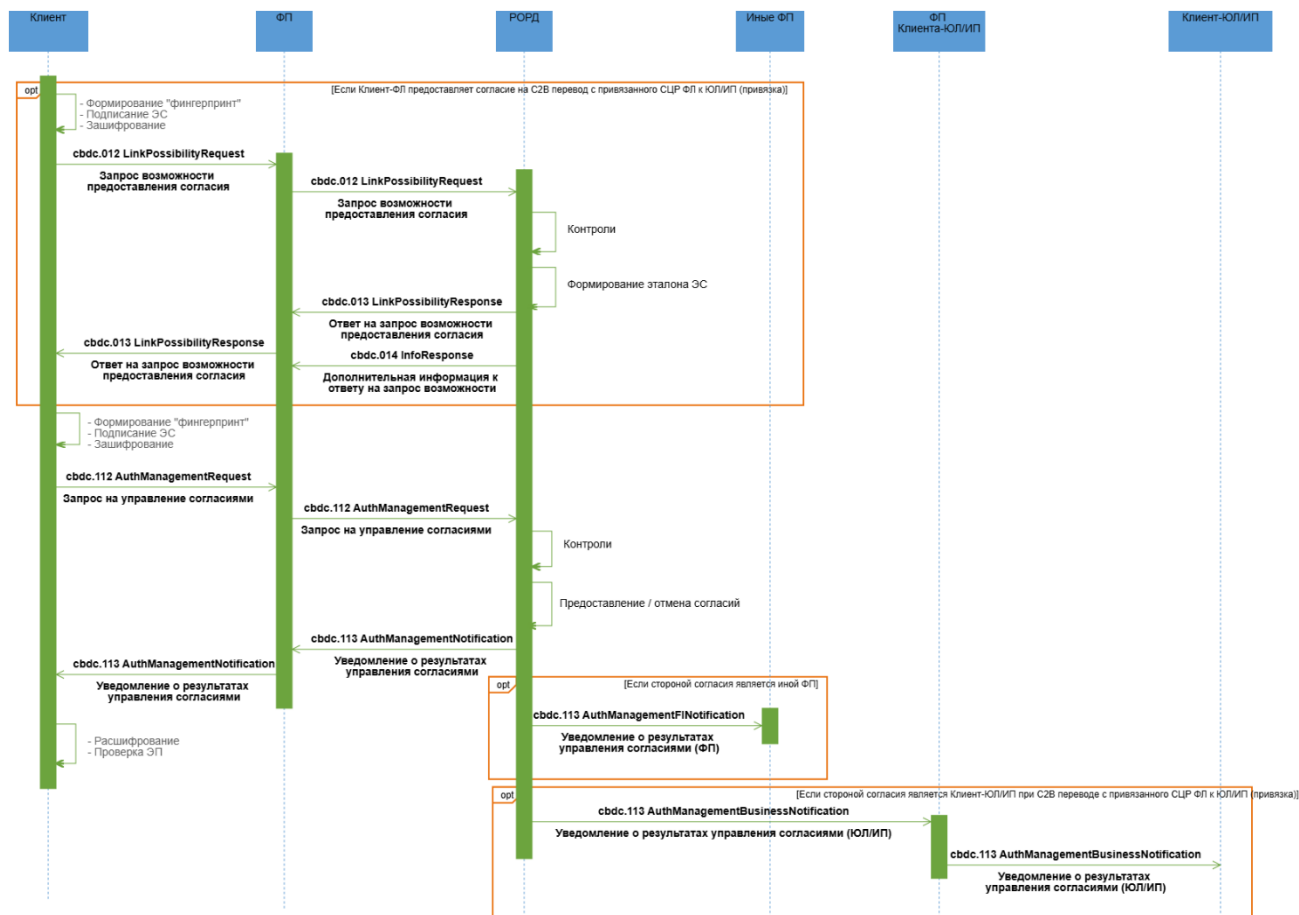 Клиент
ФП
РОРД
Иные ФП
ФП
Клиента-ЮЛ/ИП
Клиент-ЮЛ/ИП
opt
[Если Клиент-ФЛ предоставляет согласие на С2В перевод с привязанного СЦР ФЛ к ЮЛ/ИП (привязка)]
- Формирование "фингерпринт"
- Подписание ЭС
- Зашифрование
cbdc.012 LinkPossibilityRequest
Запрос возможности
предоставления согласия
cbdc.012 LinkPossibilityRequest
Запрос возможности
предоставления согласия
Контроли
Формирование эталона ЭС
cbdc.013 LinkPossibilityResponse
Ответ на запрос возможности
предоставления согласия
cbdc.013 LinkPossibilityResponse
Ответ на запрос возможности
предоставления согласия
cbdc.014 InfoResponse
Дополнительная информация к
ответу на запрос возможности
- Формирование "фингерпринт"
- Подписание ЭС
- Зашифрование
cbdc.112 AuthManagementRequest
Запрос на управление согласиями
cbdc.112 AuthManagementRequest
Запрос на управление согласиями
Контроли
Предоставление / отмена согласий
cbdc.113 AuthManagementNotification
Уведомление о результатах
управления согласиями
cbdc.113 AuthManagementNotification
Уведомление о результатах
управления согласиями
opt
[Если стороной согласия является иной ФП]
cbdc.113 AuthManagementFINotification
Уведомление о результатах
управления согласиями (ФП)
- Расшифрование
- Проверка ЭП
opt
[Если стороной согласия является Клиент-ЮЛ/ИП при С2В переводе с привязанного СЦР ФЛ к ЮЛ/ИП (привязка)]
cbdc.113 AuthManagementBusinessNotification
Уведомление о результатах управления согласиями (ЮЛ/ИП)
cbdc.113 AuthManagementBusinessNotification
Уведомление о результатах
управления согласиями (ЮЛ/ИП)